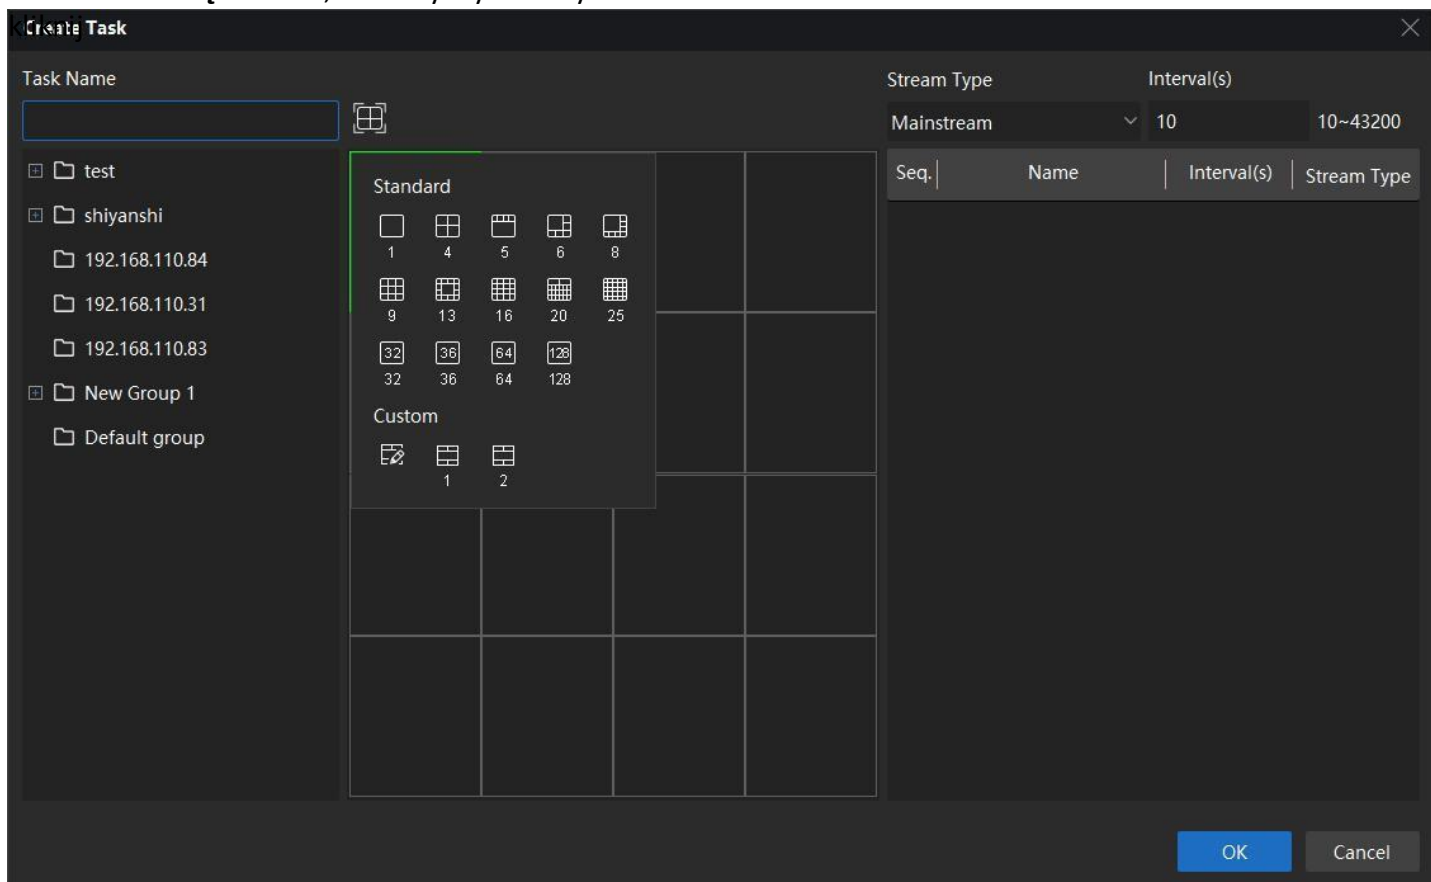 Create Task
kliknij
Task Name
Stream Type Interval(s)
Mainstream 10 10~43200
test
shiyanshi
192.168.110.84
192.168.110.31
192.168.110.83
New Group 1
Default group
Standard
1 4 5 6 8
9 13 16 20 25
32 36 64 128
32 36 64 128
Custom
1 2
Seq. Name Interval(s) Stream Type
OK Cancel